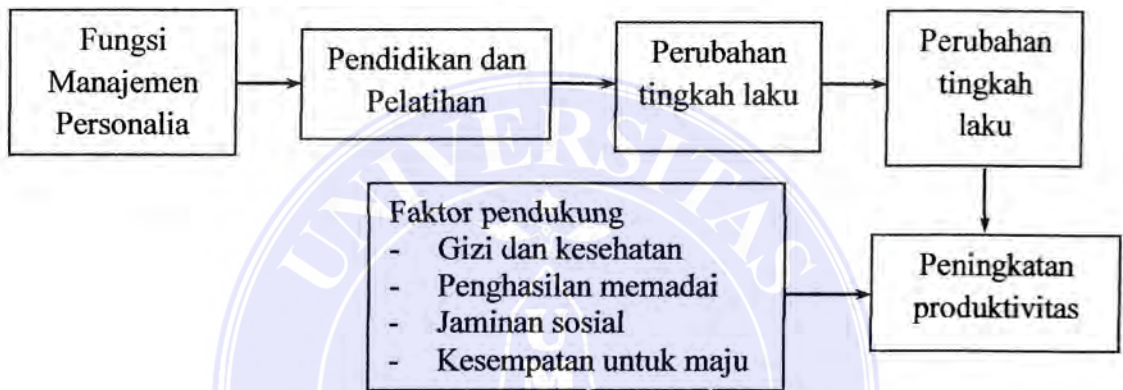 Fungsi
Manajemen
Personalia
Pendidikan dan
Pelatihan
Perubahan
tingkah laku
Perubahan
tingkah
laku
Faktor pendukung
- Gizi dan kesehatan
- Penghasilan memadai
- Jaminan sosial
- Kesempatan untuk maju
Peningkatan
produktivitas
UNIVERSITAS
U
M